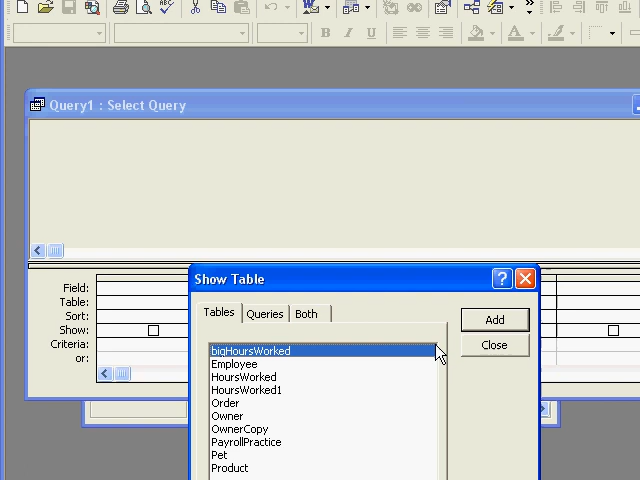 ABC
W
B I U A
Query1 : Select Query
Field:
Table:
Sort:
Show:
Criteria:
or:
Show Table
Tables Queries Both
Add
Close
bigHoursWorked
Employee
HoursWorked
HoursWorked1
Order
Owner
OwnerCopy
PayrollPractice
Pet
Product